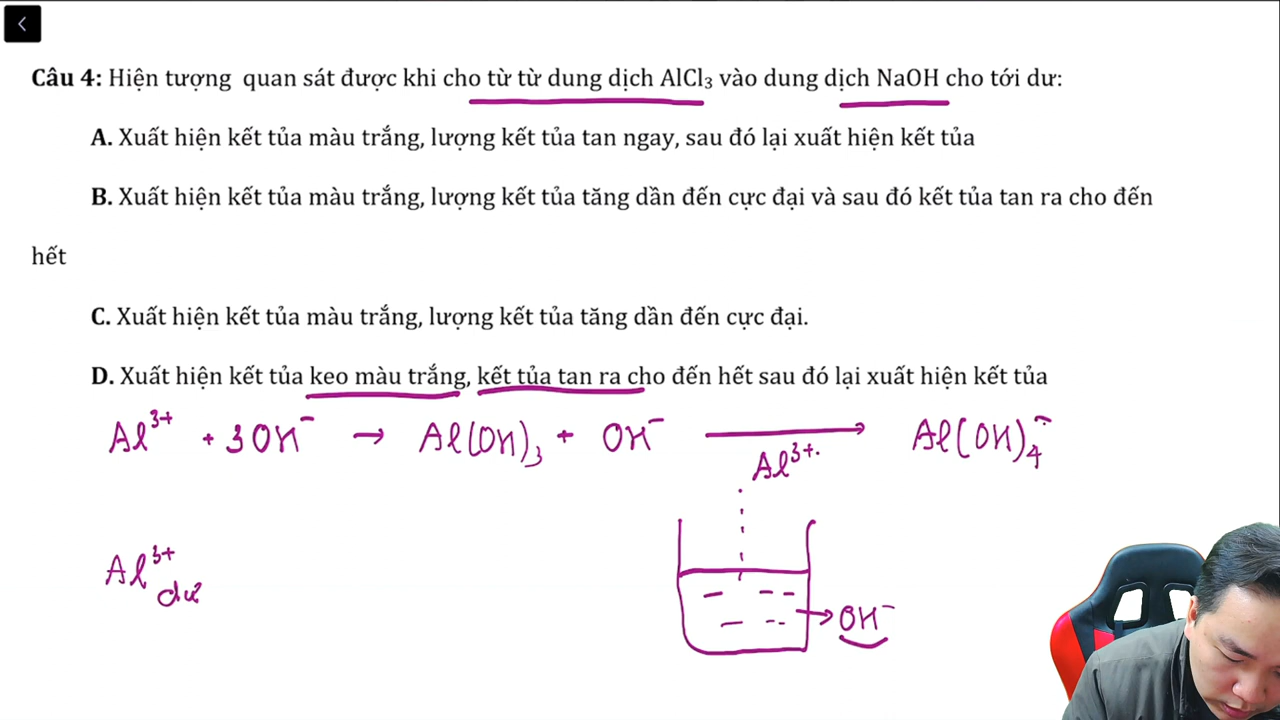 Câu 4: Hiện tượng quan sát được khi cho từ từ dung dịch AlCl₃ vào dung dịch NaOH cho tới dư:
A. Xuất hiện kết tủa màu trắng, lượng kết tủa tan ngay, sau đó lại xuất hiện kết tủa
B. Xuất hiện kết tủa màu trắng, lượng kết tủa tăng dần đến cực đại và sau đó kết tủa tan ra cho đến
hết
C. Xuất hiện kết tủa màu trắng, lượng kết tủa tăng dần đến cực đại.
D. Xuất hiện kết tủa keo màu trắng, kết tủa tan ra cho đến hết sau đó lại xuất hiện kết tủa
Al³⁺ + 3OH⁻ → Al(OH)₃ + OH⁻ → Al(OH)₄⁻
Al³⁺
Al³⁺ dư
OH⁻